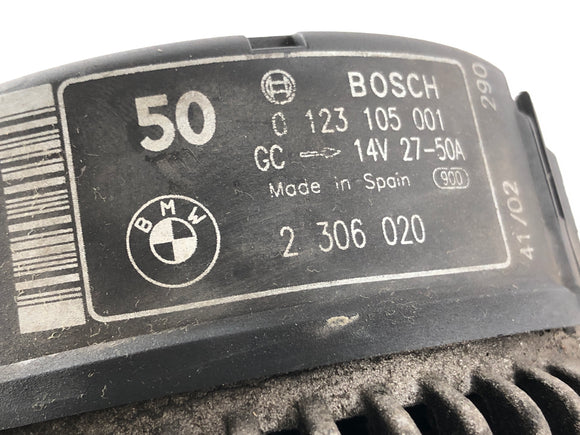 50
BOSCH
0 123 105 001
GC → 14V 27-50A
Made in Spain 900
BMW
2 306 020
290
41/02